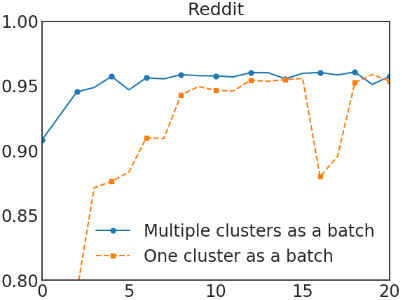 Reddit
1.00
0.95
0.90
0.85
0.80
Multiple clusters as a batch
One cluster as a batch
0 5 10 15 20